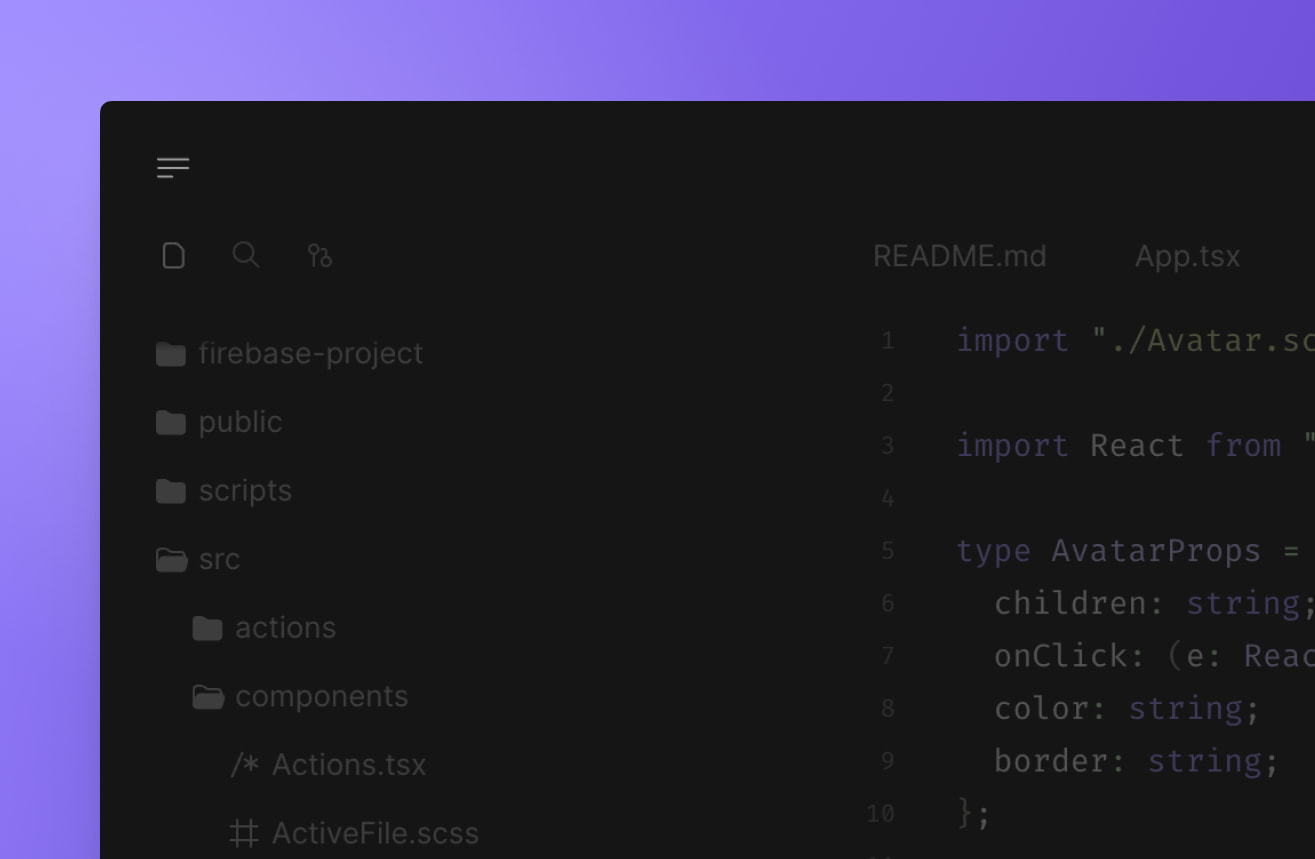 README.md App.tsx
firebase-project
public
scripts
src
actions
components
/* Actions.tsx
# ActiveFile.scss
1 import "./Avatar.sc
2
3 import React from "
4
5 type AvatarProps =
6 children: string;
7 onClick: (e: Reac
8 color: string;
9 border: string;
10 };